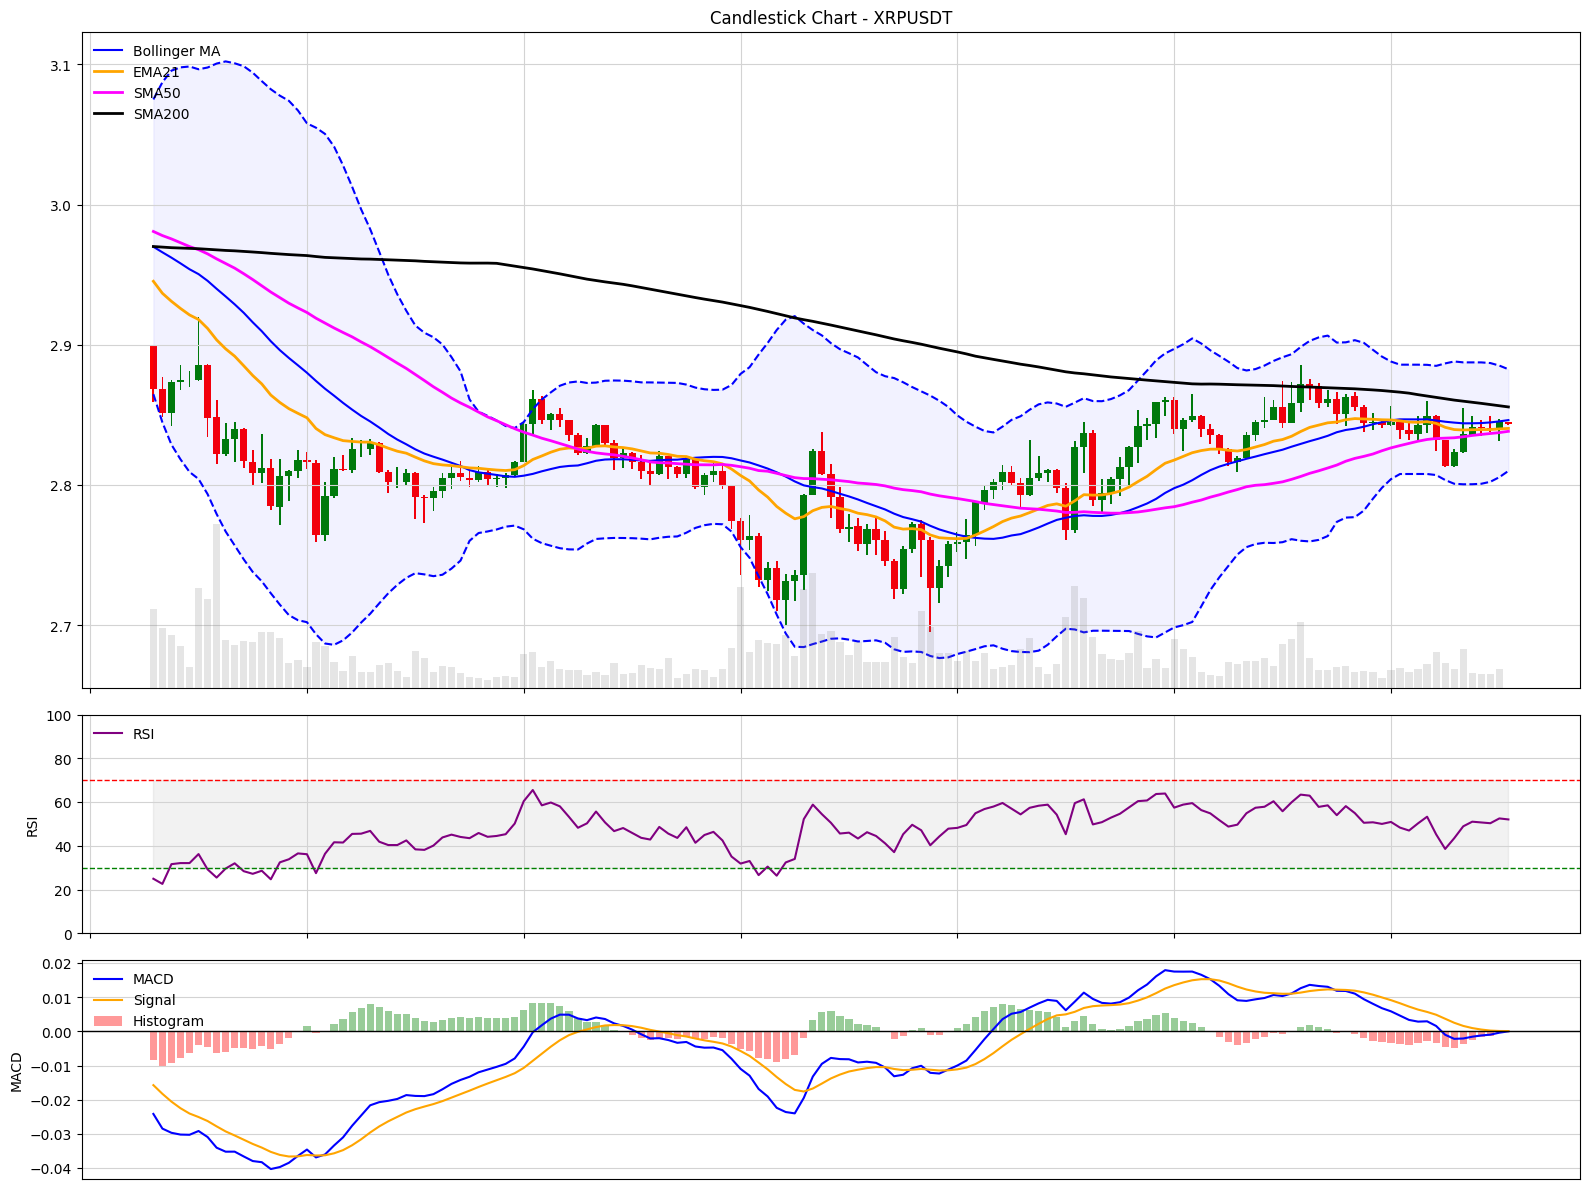 Candlestick Chart - XRPUSDT
Bollinger MA
EMA21
SMA50
SMA200
3.1
3.0
2.9
2.8
2.7
RSI
100
80
60
40
20
0
RSI
MACD
Signal
Histogram
0.02
0.01
0.00
−0.01
−0.02
−0.03
−0.04
MACD